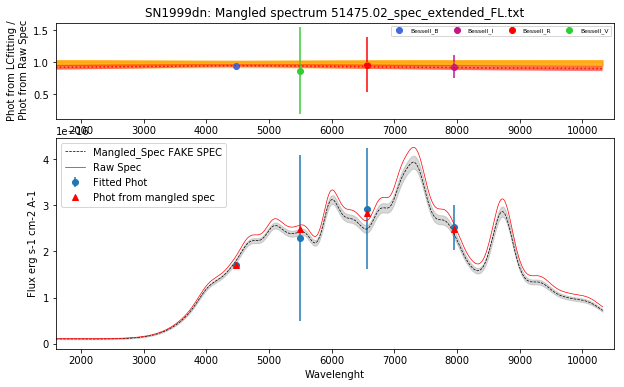 SN1999dn: Mangled spectrum 51475.02_spec_extended_FL.txt
Phot from LCfitting /
Phot from Raw Spec
1.5
1.0
0.5
Bessell_B
Bessell_I
Bessell_R
Bessell_V
2000 3000 4000 5000 6000 7000 8000 9000 10000
Flux erg s-1 cm-2 A-1
4
3
2
1
0
Mangled_Spec FAKE SPEC
Raw Spec
Fitted Phot
Phot from mangled spec
2000 3000 4000 5000 6000 7000 8000 9000 10000
Wavelenght